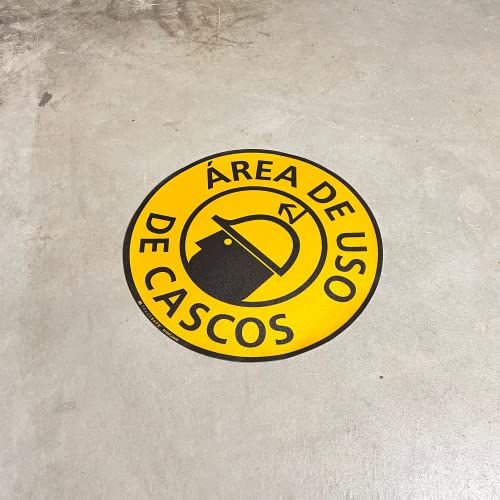 ÁREA DE USO
DE CASCOS